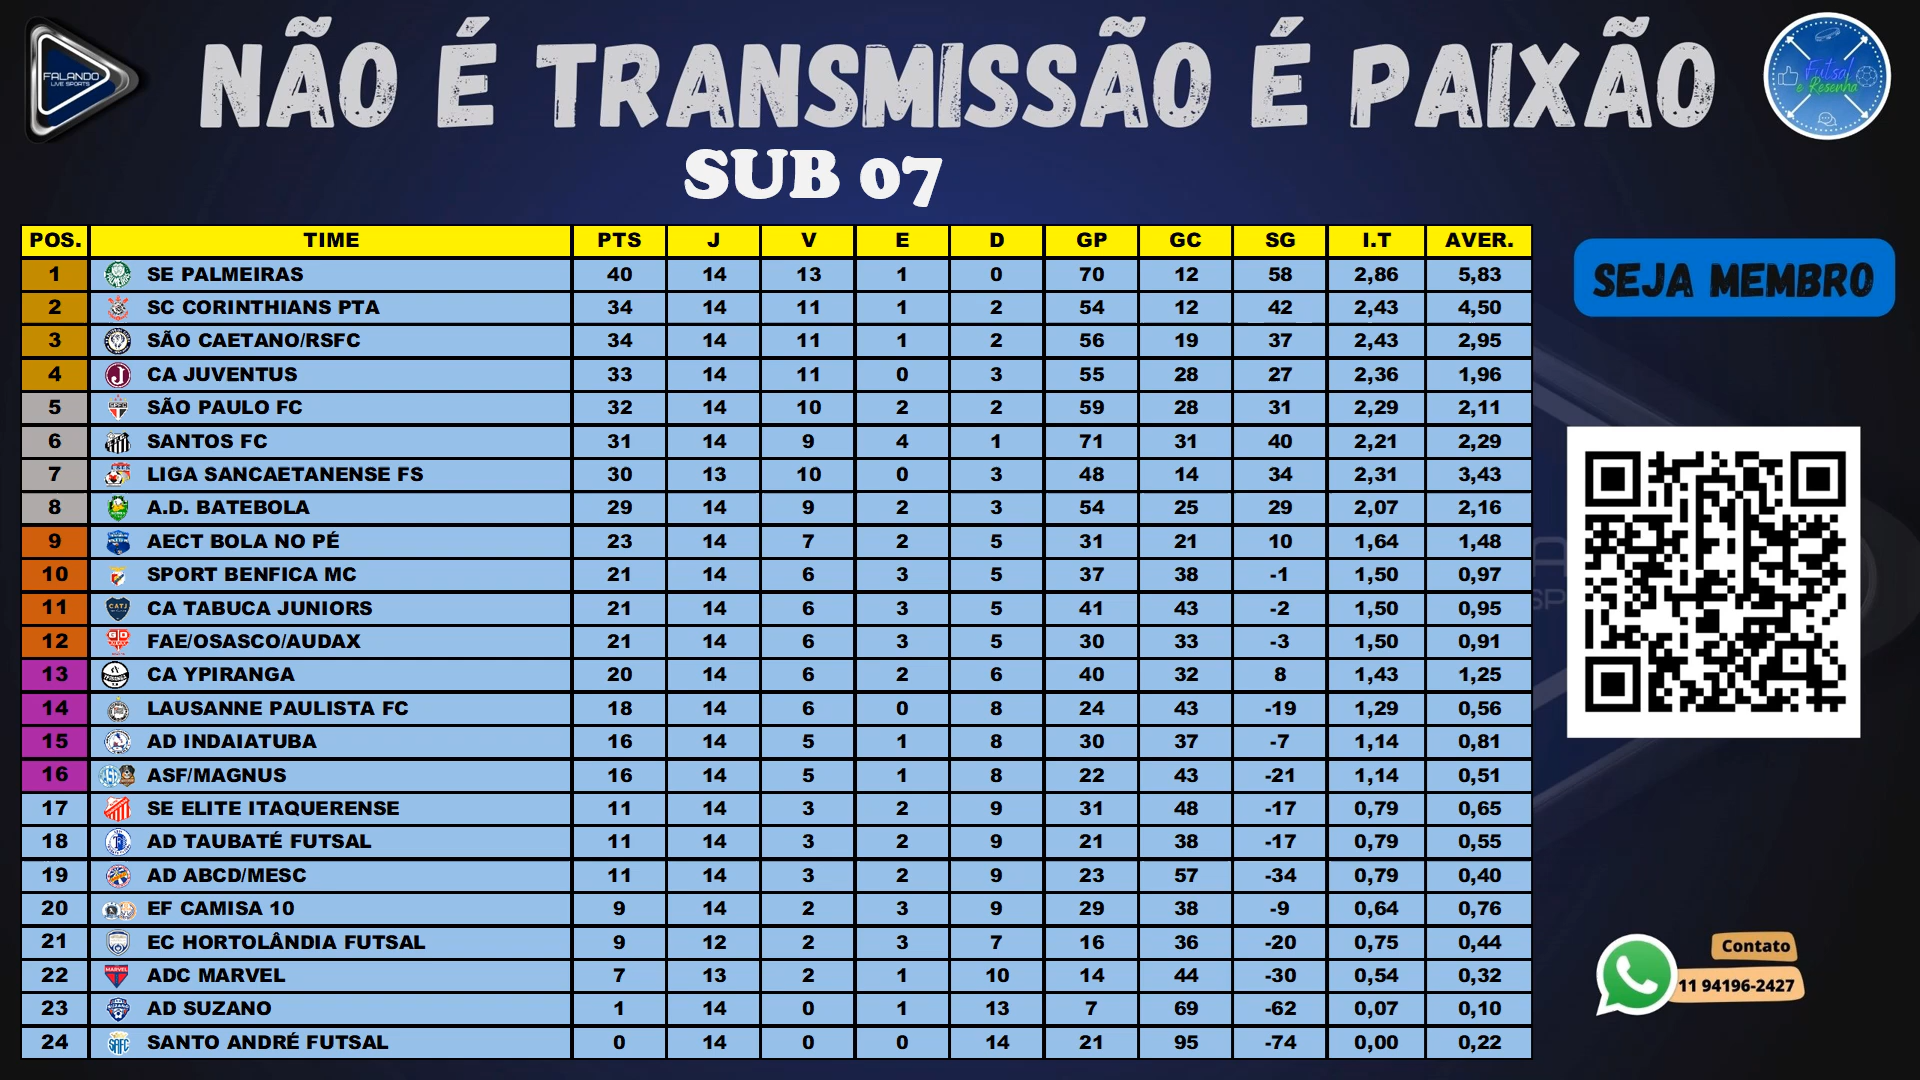 NÃO É TRANSMISSÃO É PAIXÃO
FALANDO
LIVE SPORTS
Futsal
e Resenha
SUB 07
POS. TIME PTS J V E D GP GC SG I.T AVER.
1 SE PALMEIRAS 40 14 13 1 0 70 12 58 2,86 5,83
2 SC CORINTHIANS PTA 34 14 11 1 2 54 12 42 2,43 4,50
3 SÃO CAETANO/RSFC 34 14 11 1 2 56 19 37 2,43 2,95
4 CA JUVENTUS 33 14 11 0 3 55 28 27 2,36 1,96
5 SÃO PAULO FC 32 14 10 2 2 59 28 31 2,29 2,11
6 SANTOS FC 31 14 9 4 1 71 31 40 2,21 2,29
7 LIGA SANCAETANENSE FS 30 13 10 0 3 48 14 34 2,31 3,43
8 A.D. BATEBOLA 29 14 9 2 3 54 25 29 2,07 2,16
9 AECT BOLA NO PÉ 23 14 7 2 5 31 21 10 1,64 1,48
10 SPORT BENFICA MC 21 14 6 3 5 37 38 -1 1,50 0,97
11 CA TABUCA JUNIORS 21 14 6 3 5 41 43 -2 1,50 0,95
12 FAE/OSASCO/AUDAX 21 14 6 3 5 30 33 -3 1,50 0,91
13 CA YPIRANGA 20 14 6 2 6 40 32 8 1,43 1,25
14 LAUSANNE PAULISTA FC 18 14 6 0 8 24 43 -19 1,29 0,56
15 AD INDAIATUBA 16 14 5 1 8 30 37 -7 1,14 0,81
16 ASF/MAGNUS 16 14 5 1 8 22 43 -21 1,14 0,51
17 SE ELITE ITAQUERENSE 11 14 3 2 9 31 48 -17 0,79 0,65
18 AD TAUBATÉ FUTSAL 11 14 3 2 9 21 38 -17 0,79 0,55
19 AD ABCD/MESC 11 14 3 2 9 23 57 -34 0,79 0,40
20 EF CAMISA 10 9 14 2 3 9 29 38 -9 0,64 0,76
21 EC HORTOLÂNDIA FUTSAL 9 12 2 3 7 16 36 -20 0,75 0,44
22 ADC MARVEL 7 13 2 1 10 14 44 -30 0,54 0,32
23 AD SUZANO 1 14 0 1 13 7 69 -62 0,07 0,10
24 SANTO ANDRÉ FUTSAL 0 14 0 0 14 21 95 -74 0,00 0,22
SEJA MEMBRO
Contato
11 94196-2427